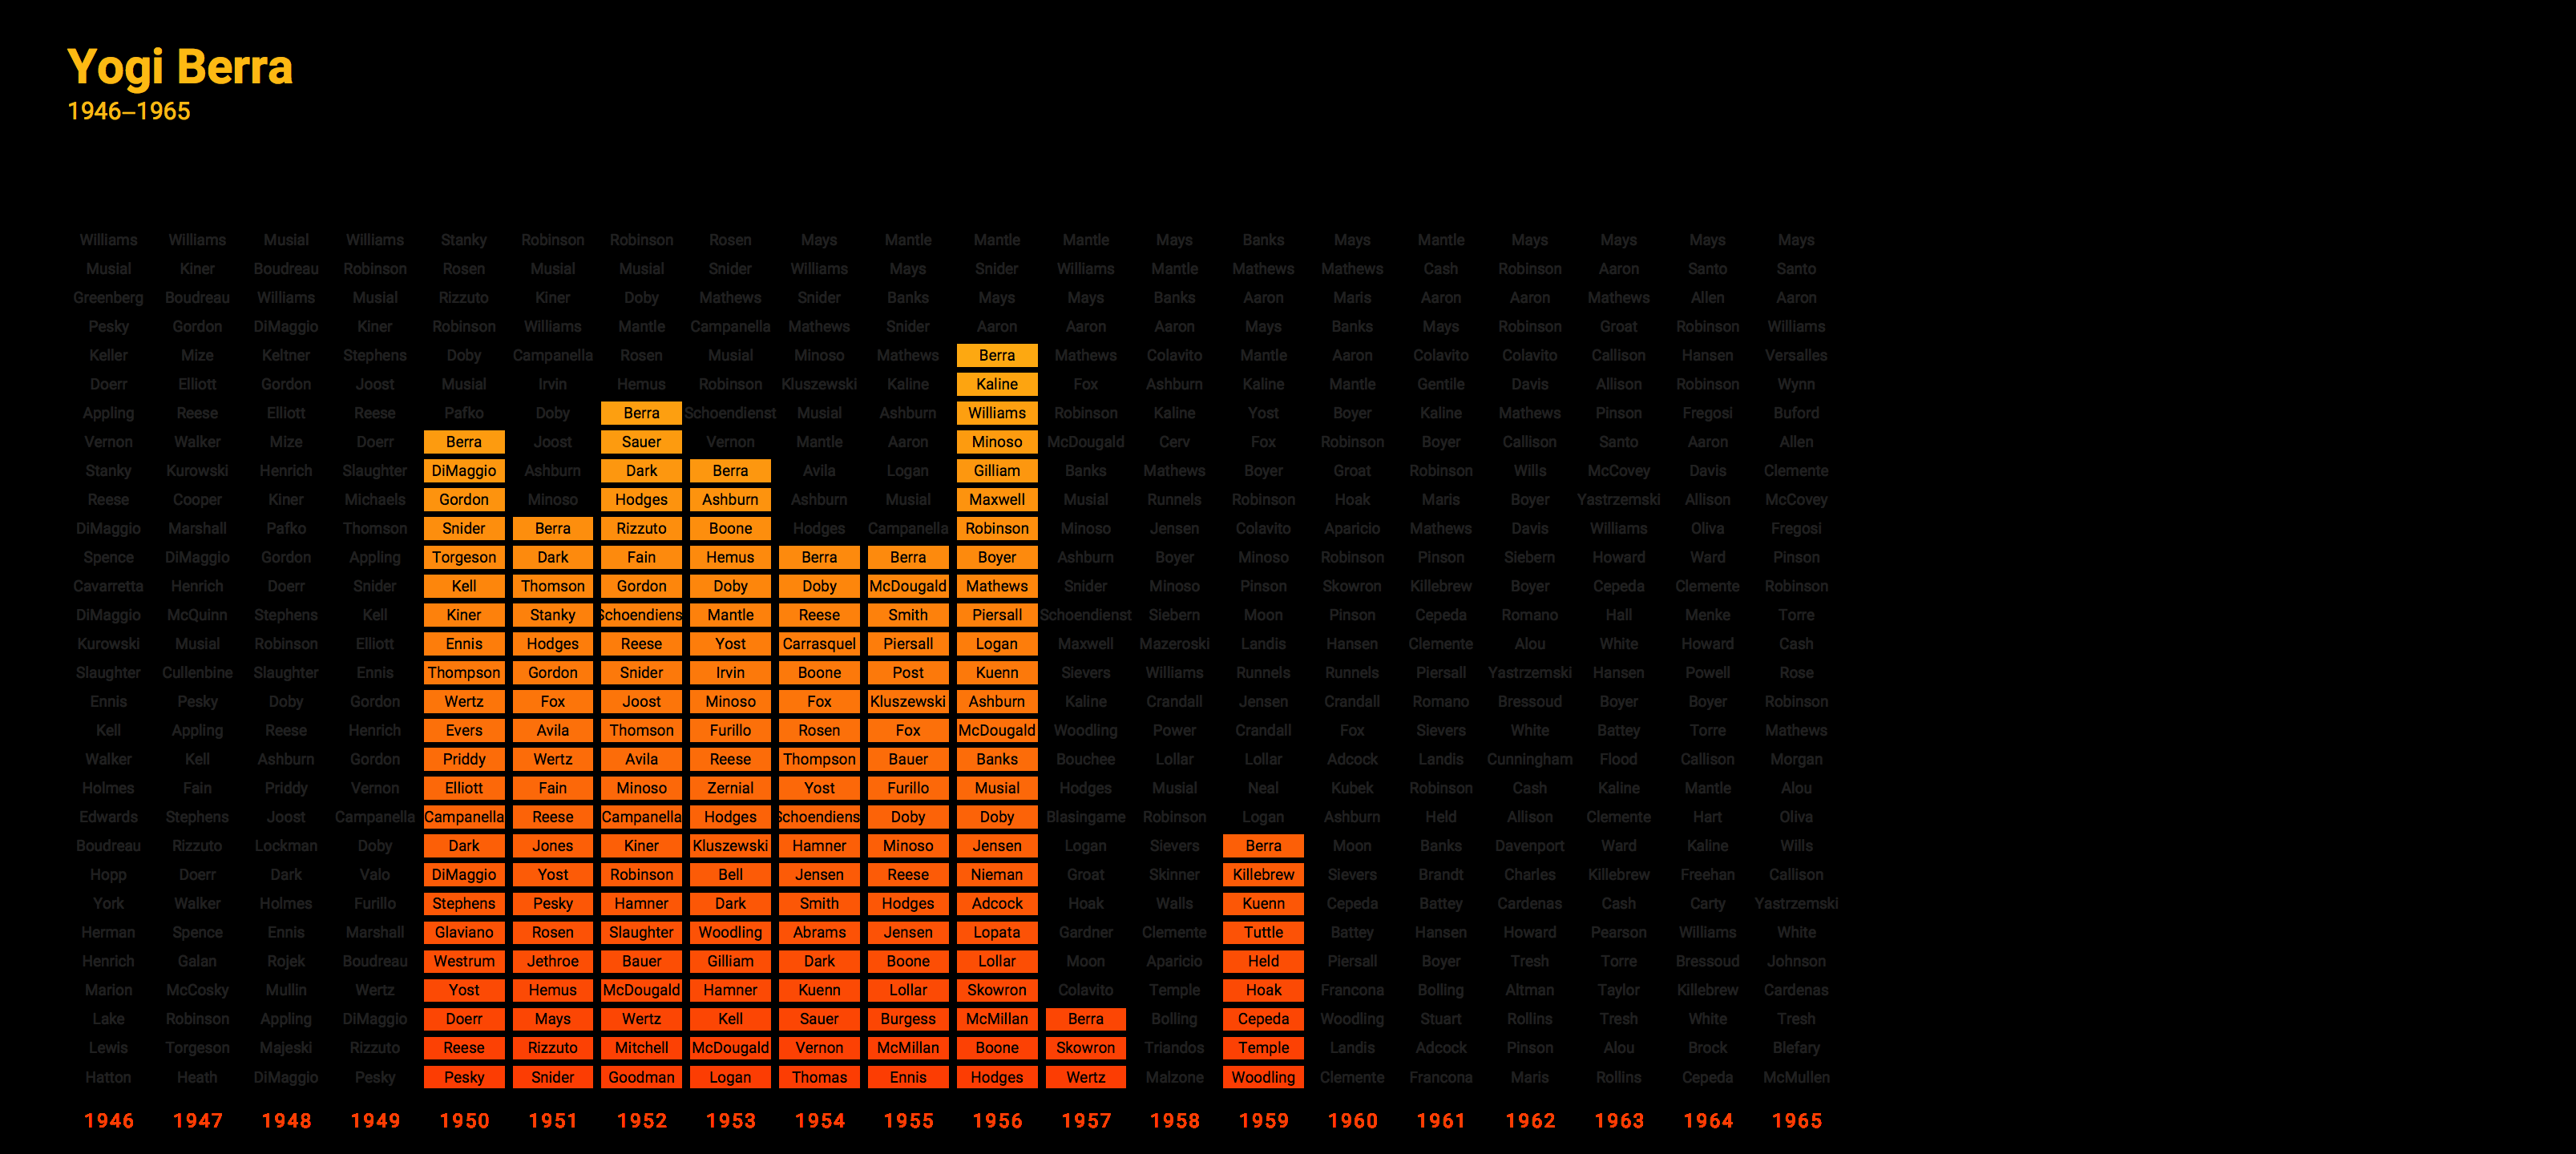 Yogi Berra
1946–1965
Williams Williams Musial Williams Stanky Robinson Robinson Rosen Mays Mantle Mantle Mantle Mays Banks Mays Mantle Mays Mays Mays Mays
Musial Kiner Boudreau Robinson Rosen Musial Musial Snider Williams Mays Snider Williams Mantle Mathews Mathews Cash Robinson Aaron Santo Santo
Greenberg Boudreau Williams Musial Rizzuto Kiner Doby Mathews Snider Banks Mays Mays Banks Aaron Maris Aaron Aaron Mathews Allen Aaron
Pesky Gordon DiMaggio Kiner Robinson Williams Mantle Campanella Mathews Snider Aaron Aaron Aaron Mays Banks Mays Robinson Groat Robinson Williams
Keller Mize Keltner Stephens Doby Campanella Rosen Musial Minoso Mathews Berra Mathews Colavito Mantle Aaron Colavito Colavito Callison Hansen Versalles
Doerr Elliott Gordon Joost Musial Irvin Hemus Robinson Kluszewski Kaline Kaline Fox Ashburn Kaline Mantle Gentile Davis Allison Robinson Wynn
Appling Reese Elliott Reese Pafko Doby Berra Schoendienst Musial Ashburn Williams Robinson Kaline Yost Boyer Kaline Mathews Pinson Fregosi Buford
Vernon Walker Mize Doerr Berra Joost Sauer Vernon Mantle Aaron Minoso McDougald Cerv Fox Robinson Boyer Callison Santo Aaron Allen
Stanky Kurowski Henrich Slaughter DiMaggio Ashburn Dark Berra Avila Logan Gilliam Banks Mathews Boyer Groat Robinson Wills McCovey Davis Clemente
Reese Cooper Kiner Michaels Gordon Minoso Hodges Ashburn Ashburn Musial Maxwell Musial Runnels Robinson Hoak Maris Boyer Yastrzemski Allison McCovey
DiMaggio Marshall Pafko Thomson Snider Berra Rizzuto Boone Hodges Campanella Robinson Minoso Jensen Colavito Aparicio Mathews Davis Williams Oliva Fregosi
Spence DiMaggio Gordon Appling Torgeson Dark Fain Hemus Berra Berra Boyer Ashburn Boyer Minoso Robinson Pinson Siebern Howard Ward Pinson
Cavarretta Henrich Doerr Snider Kell Thomson Gordon Doby Doby McDougald Mathews Snider Minoso Pinson Skowron Killebrew Boyer Cepeda Clemente Robinson
DiMaggio McQuinn Stephens Kell Kiner Stanky Schoendiens Mantle Reese Smith Piersall Schoendienst Siebern Moon Pinson Cepeda Romano Hall Menke Torre
Kurowski Musial Robinson Elliott Ennis Hodges Reese Yost Carrasquel Piersall Logan Maxwell Mazeroski Landis Hansen Clemente Alou White Howard Cash
Slaughter Cullenbine Slaughter Ennis Thompson Gordon Snider Irvin Boone Post Kuenn Sievers Williams Runnels Runnels Piersall Yastrzemski Hansen Powell Rose
Ennis Pesky Doby Gordon Wertz Fox Joost Minoso Fox Kluszewski Ashburn Kaline Crandall Jensen Crandall Romano Bressoud Boyer Boyer Robinson
Kell Appling Reese Henrich Evers Avila Thomson Furillo Rosen Fox McDougald Woodling Power Crandall Fox Sievers White Battey Torre Mathews
Walker Kell Ashburn Gordon Priddy Wertz Avila Reese Thompson Bauer Banks Bouchee Lollar Lollar Adcock Landis Cunningham Flood Callison Morgan
Holmes Fain Priddy Vernon Elliott Fain Minoso Zernial Yost Furillo Musial Hodges Musial Neal Kubek Robinson Cash Kaline Mantle Alou
Edwards Stephens Joost Campanella Campanella Reese Campanella Hodges Schoendiens Doby Doby Blasingame Robinson Logan Ashburn Held Allison Clemente Hart Oliva
Boudreau Rizzuto Lockman Doby Dark Jones Kiner Kluszewski Hamner Minoso Jensen Logan Sievers Berra Moon Banks Davenport Ward Kaline Wills
Hopp Doerr Dark Valo DiMaggio Yost Robinson Bell Jensen Reese Nieman Groat Skinner Killebrew Sievers Brandt Charles Killebrew Freehan Callison
York Walker Holmes Furillo Stephens Pesky Hamner Dark Smith Hodges Adcock Hoak Walls Kuenn Cepeda Battey Cardenas Cash Carty Yastrzemski
Herman Spence Ennis Marshall Glaviano Rosen Slaughter Woodling Abrams Jensen Lopata Gardner Clemente Tuttle Battey Hansen Howard Pearson Williams White
Henrich Galan Rojek Boudreau Westrum Jethroe Bauer Gilliam Dark Boone Lollar Moon Aparicio Held Piersall Boyer Tresh Torre Bressoud Johnson
Marion McCosky Mullin Wertz Yost Hemus McDougald Hamner Kuenn Lollar Skowron Colavito Temple Hoak Francona Bolling Altman Taylor Killebrew Cardenas
Lake Robinson Appling DiMaggio Doerr Mays Wertz Kell Sauer Burgess McMillan Berra Bolling Cepeda Woodling Stuart Rollins Tresh White Tresh
Lewis Torgeson Majeski Rizzuto Reese Rizzuto Mitchell McDougald Vernon McMillan Boone Skowron Triandos Temple Landis Adcock Pinson Alou Brock Blefary
Hatton Heath DiMaggio Pesky Pesky Snider Goodman Logan Thomas Ennis Hodges Wertz Malzone Woodling Clemente Francona Maris Rollins Cepeda McMullen
1946 1947 1948 1949 1950 1951 1952 1953 1954 1955 1956 1957 1958 1959 1960 1961 1962 1963 1964 1965